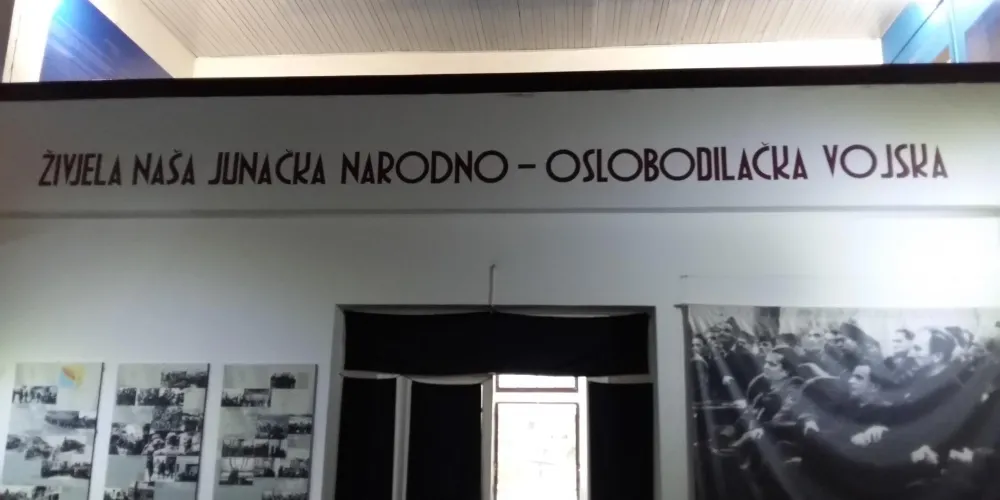 ŽIVJELA NAŠA JUNAČKA NARODNO – OSLOBODILAČKA VOJSKA